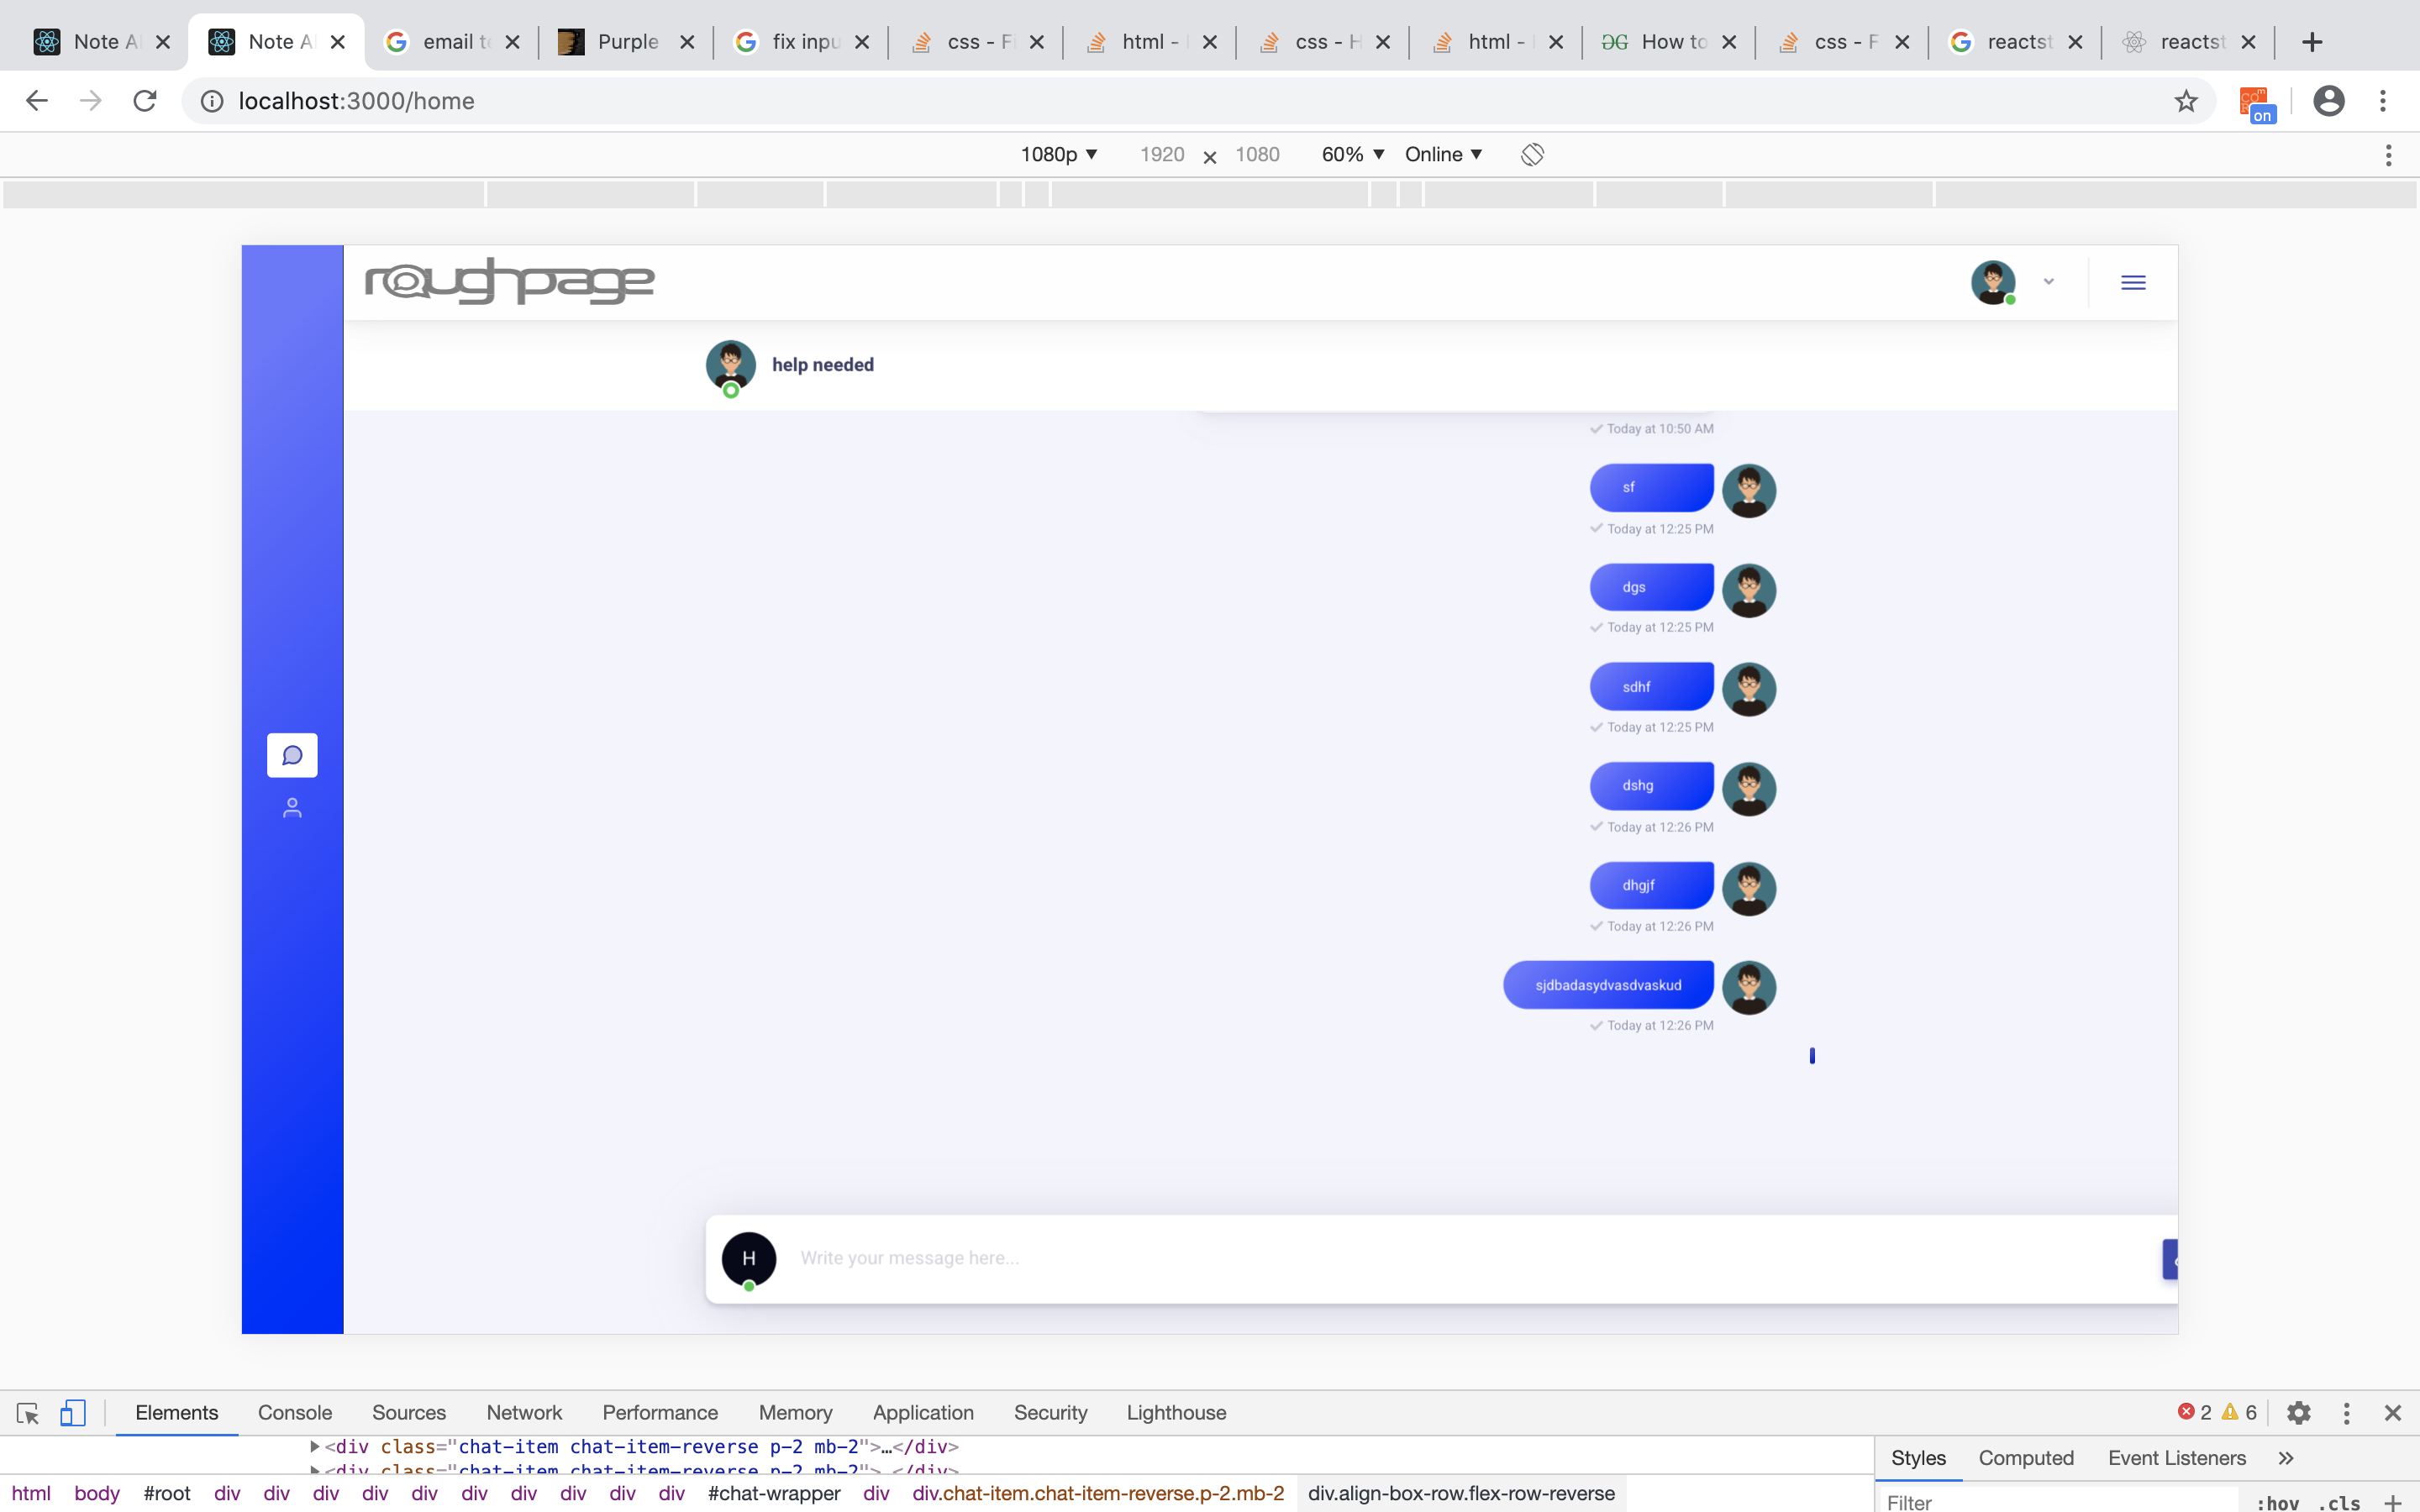 Note A
Note A
email t
Purple
fix inpu
css - F
html -
css - H
html -
How to
css - F
reactst
reactst
localhost:3000/home
on
1080p ▼ 1920 × 1080 60% ▼ Online ▼
roughpage
help needed
Today at 10:50 AM
sf
Today at 12:25 PM
dgs
Today at 12:25 PM
sdhf
Today at 12:25 PM
dshg
Today at 12:26 PM
dhgjf
Today at 12:26 PM
sjdbadasydvasdvaskud
Today at 12:26 PM
H
Write your message here...
Elements Console Sources Network Performance Memory Application Security Lighthouse 2 6
<div class="chat-item chat-item-reverse p-2 mb-2">…</div>
<div class="chat-item chat-item-reverse p-2 mb-2">…</div>
html body #root div div div div div div div div div div #chat-wrapper div div.chat-item.chat-item-reverse.p-2.mb-2 div.align-box-row.flex-row-reverse
Styles Computed Event Listeners »
Filter :hov .cls +